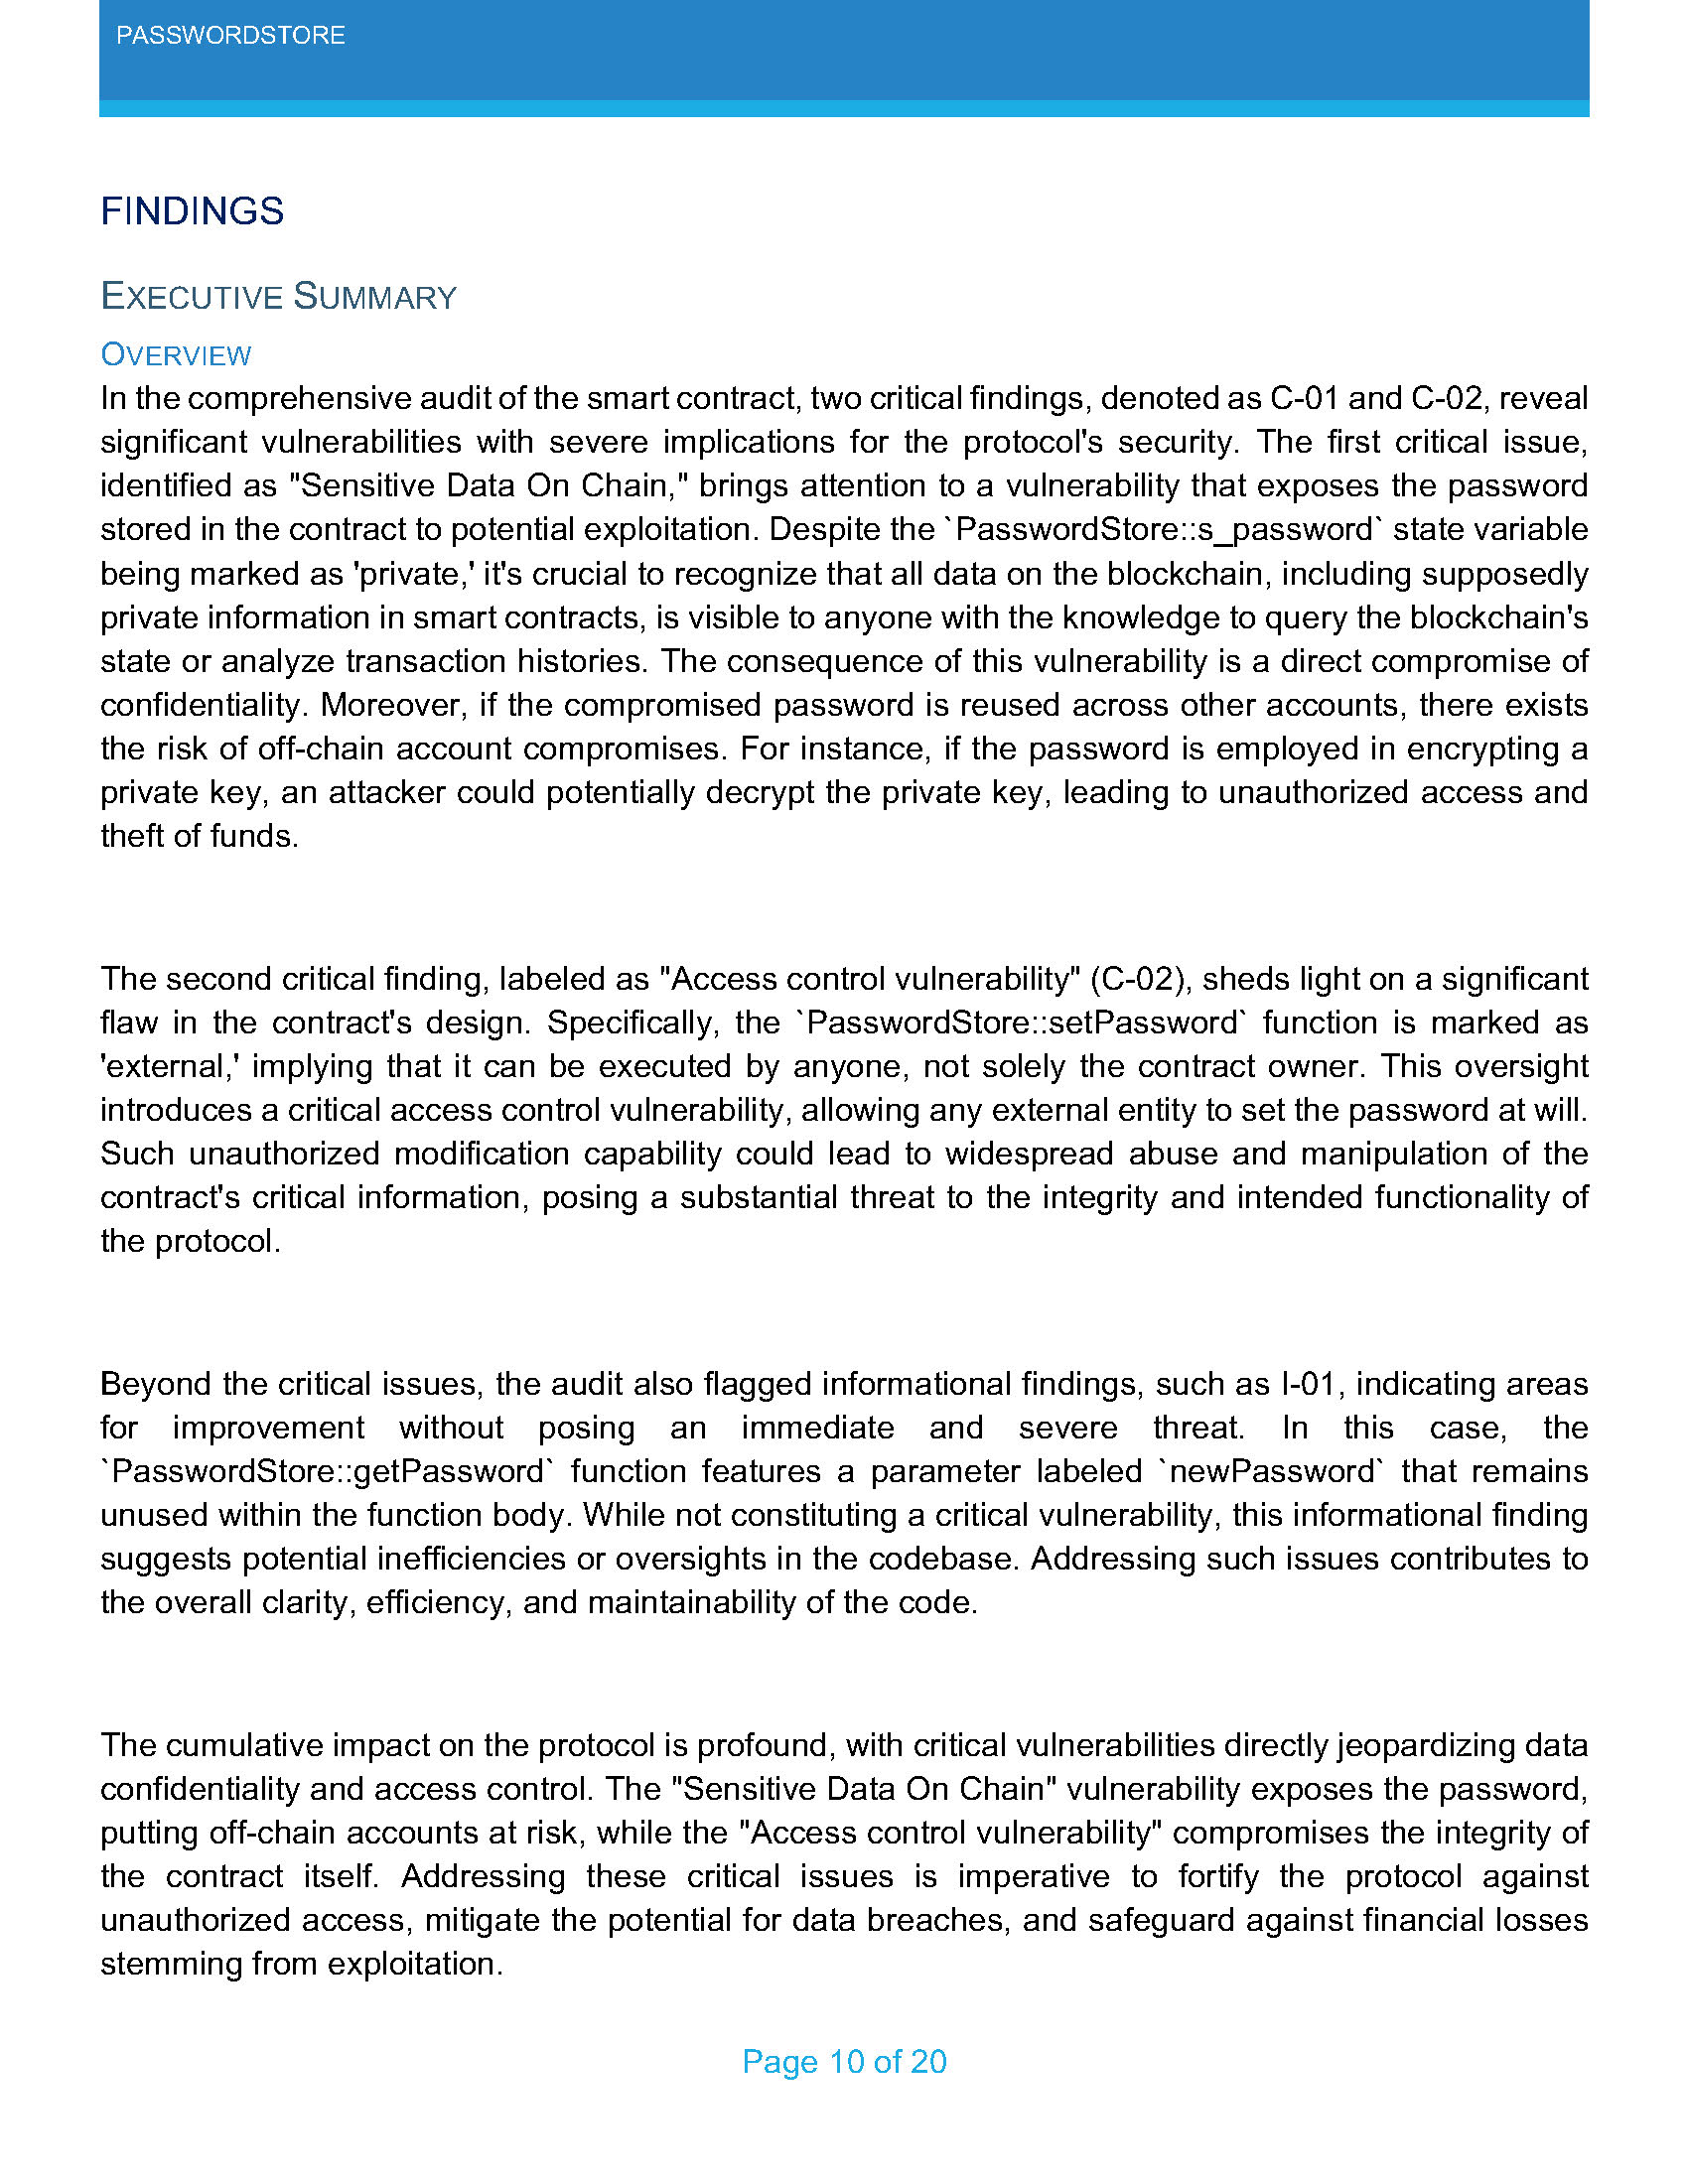 PASSWORDSTORE
FINDINGS
EXECUTIVE SUMMARY
OVERVIEW
In the comprehensive audit of the smart contract, two critical findings, denoted as C-01 and C-02, reveal
significant vulnerabilities with severe implications for the protocol's security. The first critical issue,
identified as "Sensitive Data On Chain," brings attention to a vulnerability that exposes the password
stored in the contract to potential exploitation. Despite the `PasswordStore::s_password` state variable
being marked as 'private,' it's crucial to recognize that all data on the blockchain, including supposedly
private information in smart contracts, is visible to anyone with the knowledge to query the blockchain's
state or analyze transaction histories. The consequence of this vulnerability is a direct compromise of
confidentiality. Moreover, if the compromised password is reused across other accounts, there exists
the risk of off-chain account compromises. For instance, if the password is employed in encrypting a
private key, an attacker could potentially decrypt the private key, leading to unauthorized access and
theft of funds.
The second critical finding, labeled as "Access control vulnerability" (C-02), sheds light on a significant
flaw in the contract's design. Specifically, the `PasswordStore::setPassword` function is marked as
'external,' implying that it can be executed by anyone, not solely the contract owner. This oversight
introduces a critical access control vulnerability, allowing any external entity to set the password at will.
Such unauthorized modification capability could lead to widespread abuse and manipulation of the
contract's critical information, posing a substantial threat to the integrity and intended functionality of
the protocol.
Beyond the critical issues, the audit also flagged informational findings, such as I-01, indicating areas
for improvement without posing an immediate and severe threat. In this case, the
`PasswordStore::getPassword` function features a parameter labeled `newPassword` that remains
unused within the function body. While not constituting a critical vulnerability, this informational finding
suggests potential inefficiencies or oversights in the codebase. Addressing such issues contributes to
the overall clarity, efficiency, and maintainability of the code.
The cumulative impact on the protocol is profound, with critical vulnerabilities directly jeopardizing data
confidentiality and access control. The "Sensitive Data On Chain" vulnerability exposes the password,
putting off-chain accounts at risk, while the "Access control vulnerability" compromises the integrity of
the contract itself. Addressing these critical issues is imperative to fortify the protocol against
unauthorized access, mitigate the potential for data breaches, and safeguard against financial losses
stemming from exploitation.
Page 10 of 20